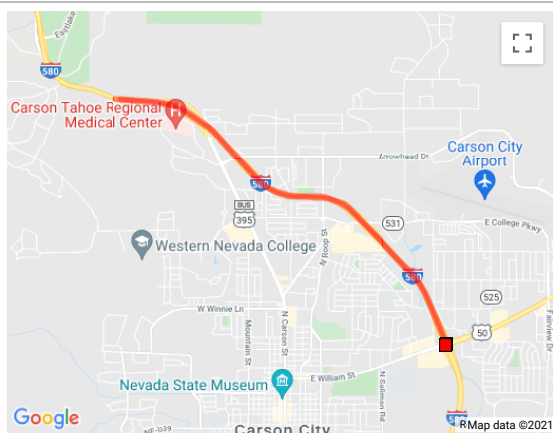 Eastlake
580
Carson Tahoe Regional
Medical Center
H
Arrowhead Dr
Carson City
Airport
580
BUS
395
531
E College Pkwy
Western Nevada College
N Roop St
580
525
W Winnie Ln
50
Fairview Dr
Mountain St
N Carson St
E William St
Nevada State Museum
N Saliman Rd
Google
Carson City
580
RMap data ©2021